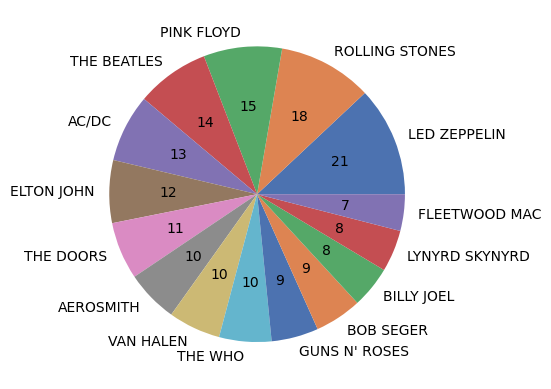 PINK FLOYD
ROLLING STONES
THE BEATLES
15
18
14
AC/DC
LED ZEPPELIN
13
21
ELTON JOHN
12
7
FLEETWOOD MAC
11
8
THE DOORS
10
8
LYNYRD SKYNYRD
10
10
9
9
AEROSMITH
BILLY JOEL
VAN HALEN
BOB SEGER
THE WHO
GUNS N' ROSES